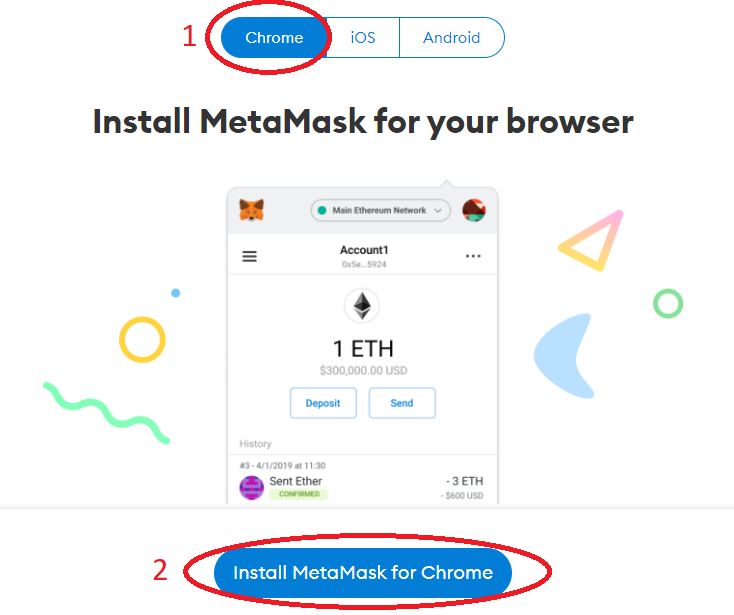 1 Chrome iOS Android
Install MetaMask for your browser
Main Ethereum Network
Account1
0x5e...5924
1 ETH
$300,000.00 USD
Deposit Send
History
#3 - 4/1/2019 at 11:30
Sent Ether - 3 ETH
CONFIRMED - $600 USD
2 Install MetaMask for Chrome